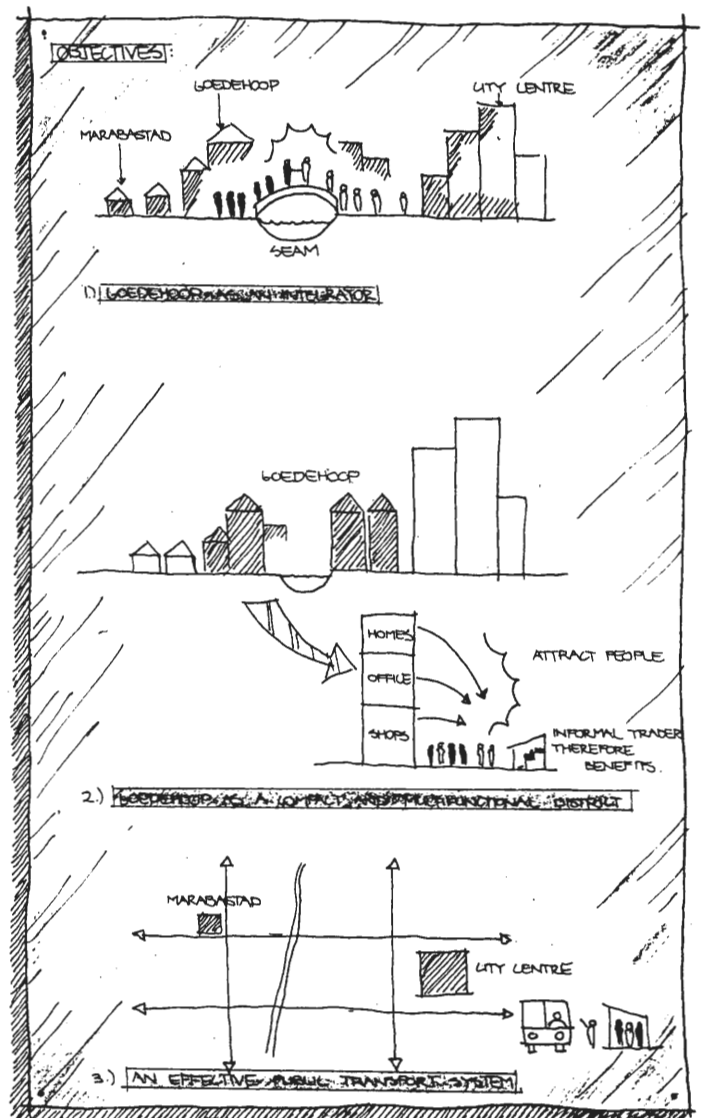 OBJECTIVES:
GOEDEHOOP
CITY CENTRE
MARABASTAD
SEAM
1) GOEDEHOOP AS AN INTEGRATOR
GOEDEHOOP
HOMES
ATTRACT PEOPLE
OFFICE
SHOPS
INFORMAL TRADER
THEREFORE
BENEFITS.
2.) GOEDEHOOP AS A COMPACT AND MULTIFUNCTIONAL DISTRICT
MARABASTAD
CITY CENTRE
3.) AN EFFECTIVE PUBLIC TRANSPORT SYSTEM